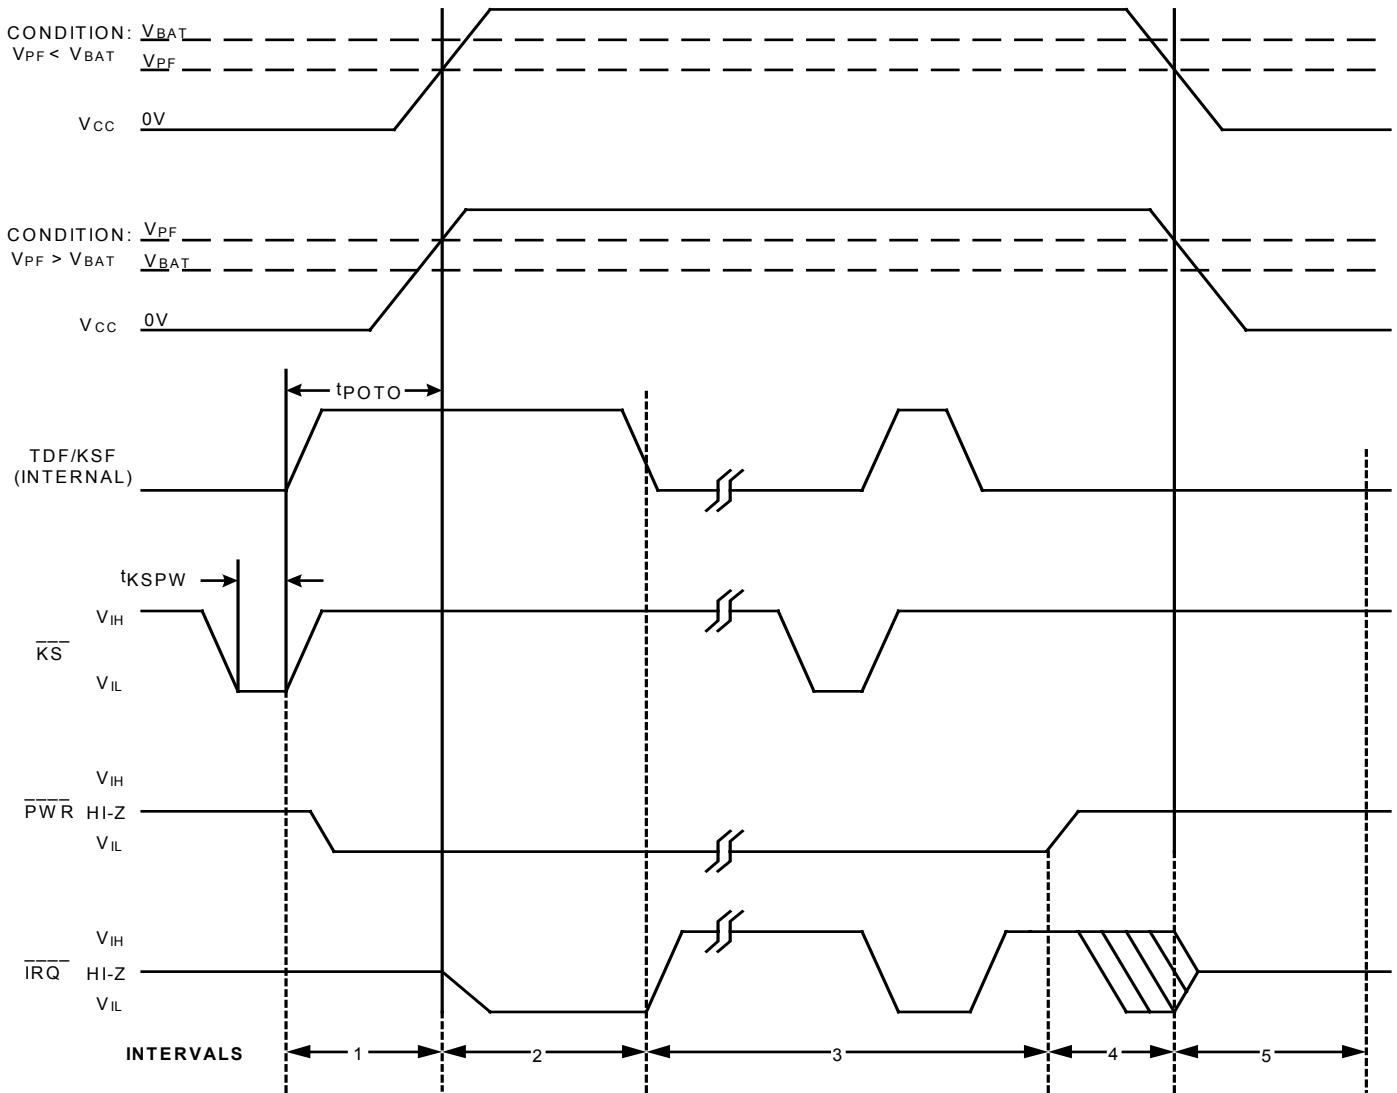 CONDITION: VBAT
VPF < VBAT
VPF
VCC 0V
CONDITION: VPF
VPF > VBAT VBAT
VCC 0V
tPOTO
TDF/KSF
(INTERNAL)
tKSPW
VIH
KS
VIL
VIH
PWR HI-Z
VIL
VIH
IRQ HI-Z
VIL
INTERVALS 1 2 3 4 5